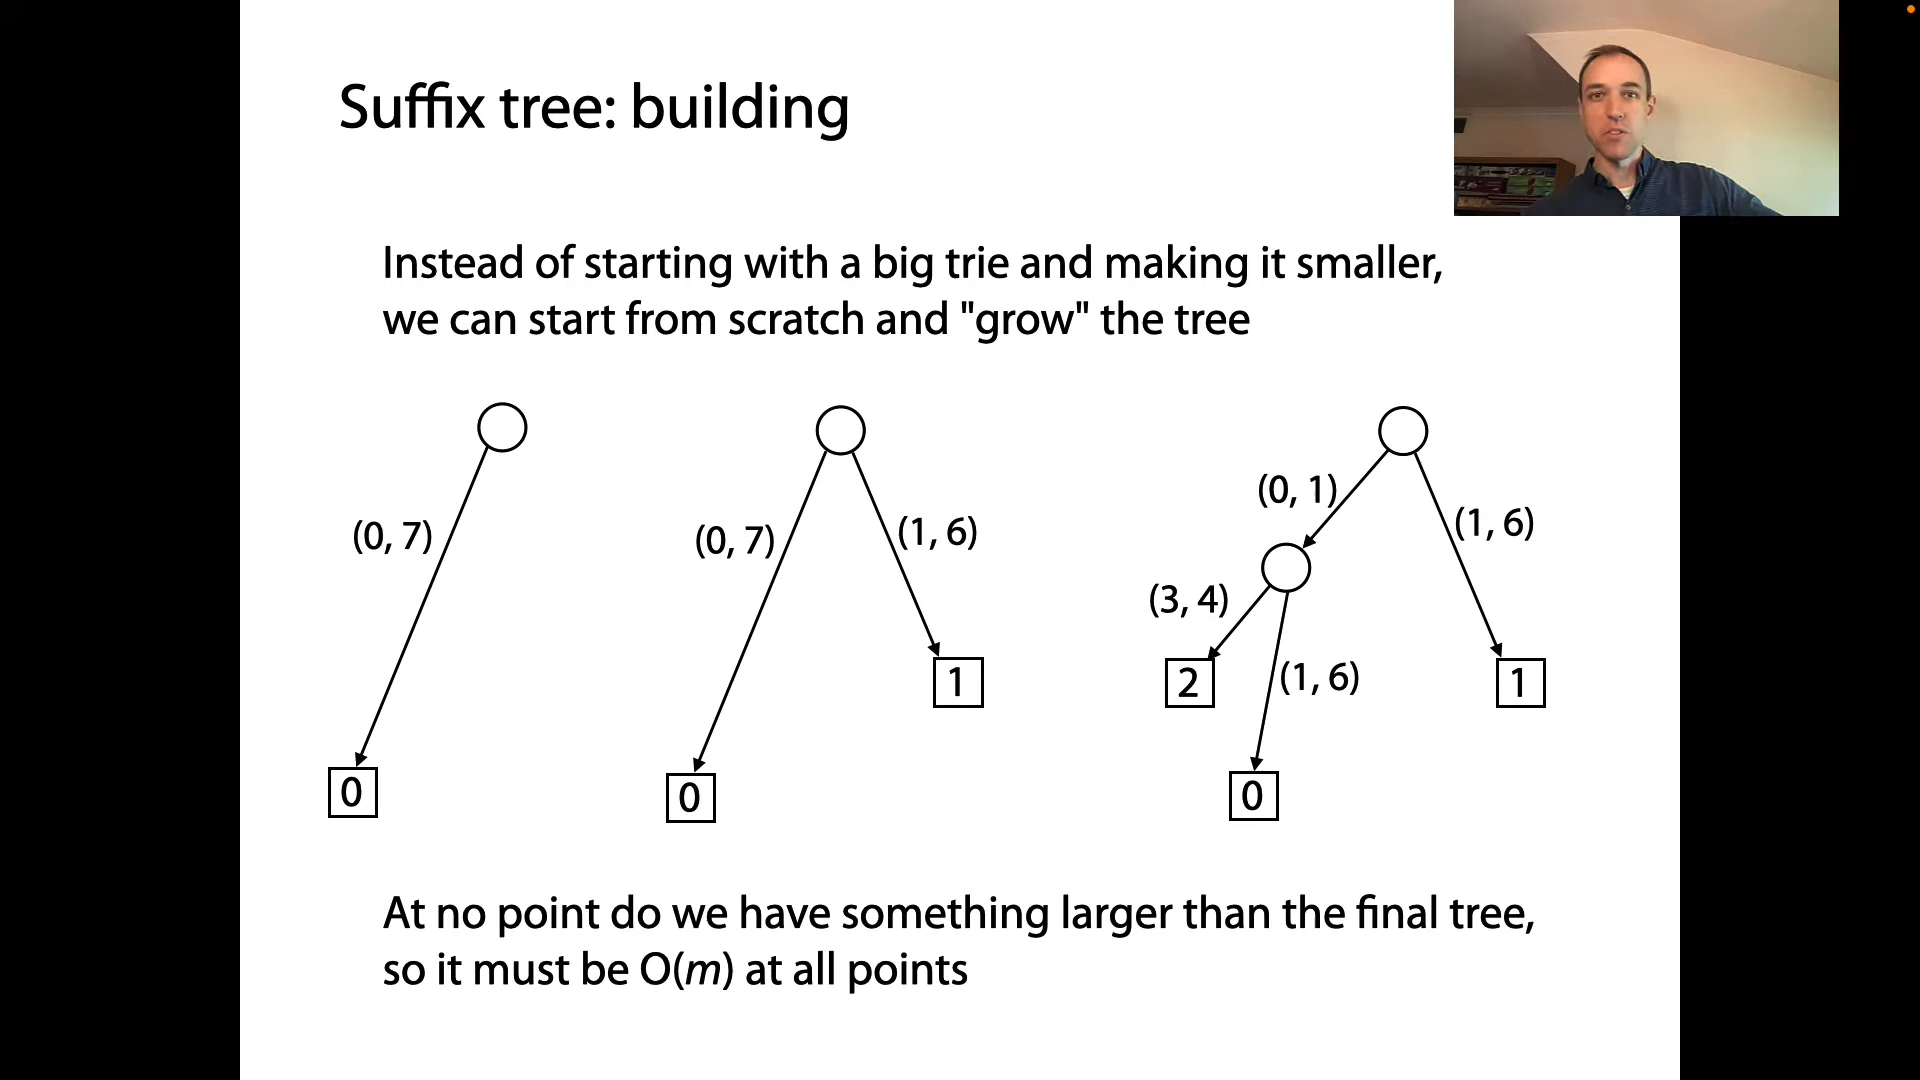 Suffix tree: building
Instead of starting with a big trie and making it smaller,
we can start from scratch and "grow" the tree
(0, 7)
0
(0, 7)
(1, 6)
1
0
(0, 1)
(1, 6)
(3, 4)
2
(1, 6)
1
0
At no point do we have something larger than the final tree,
so it must be O(m) at all points